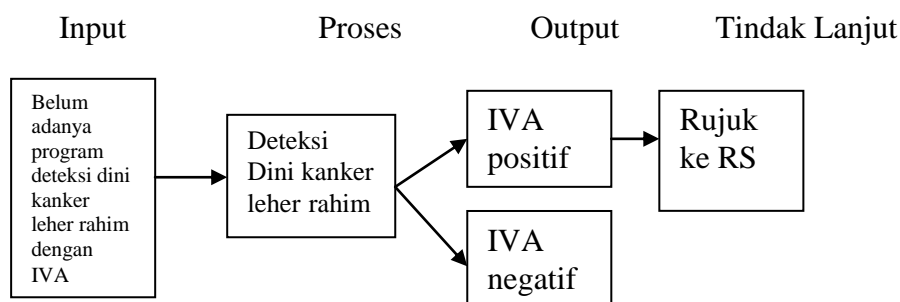 Input Proses Output Tindak Lanjut
Belum
adanya
program
deteksi dini
kanker
leher rahim
dengan
IVA
Deteksi
Dini kanker
leher rahim
IVA
positif
IVA
negatif
Rujuk
ke RS